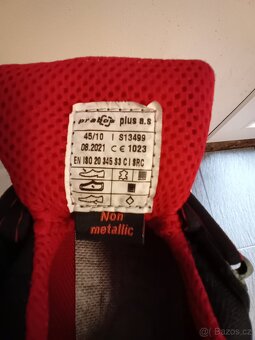 prabos plus a.s
45/10 I S13499
08.2021 CE 1023
EN ISO 20 345 S3 C I SRC
Non
metallic
bazos.cz